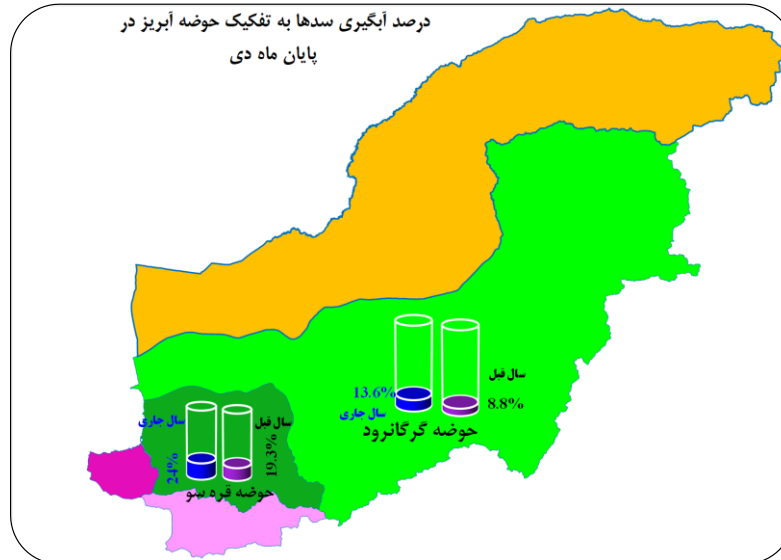 درصد آبگیری سدها به تفکیک حوضه آبریز در
پایان ماه دی
سال قبل
8.8%
13.6%
سال جاری
حوضه گرگانرود
سال قبل
19.3%
سال جاری
24%
حوضه قره سو